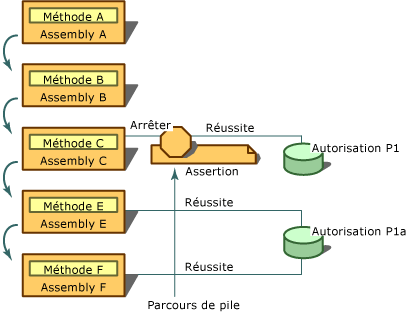 Méthode A
Assembly A
Méthode B
Assembly B
Arrêter
Réussite
Méthode C
Assembly C
Autorisation P1
Assertion
Méthode E
Assembly E
Réussite
Autorisation P1a
Méthode F
Assembly F
Réussite
Parcours de pile